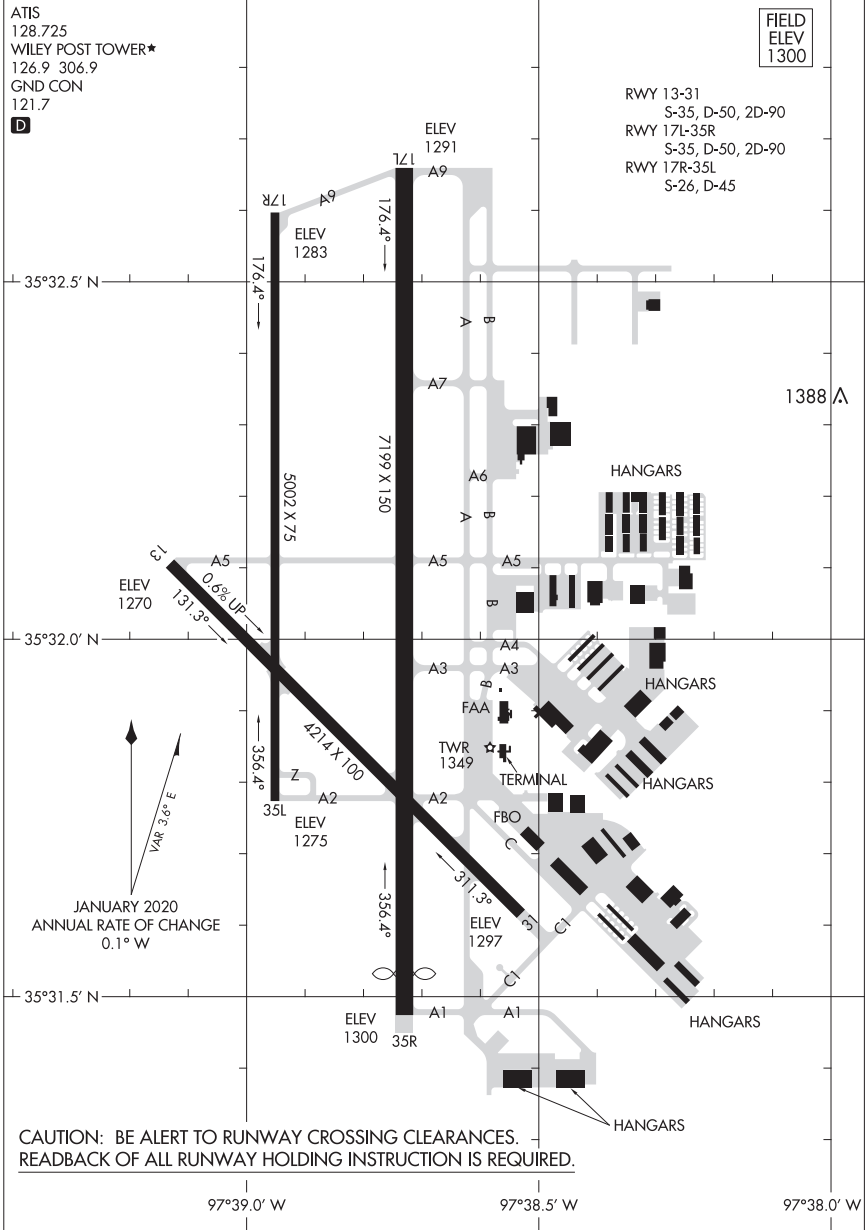 ATIS
128.725
WILEY POST TOWER★
126.9 306.9
GND CON
121.7
D
FIELD
ELEV
1300
RWY 13-31
S-35, D-50, 2D-90
RWY 17L-35R
S-35, D-50, 2D-90
RWY 17R-35L
S-26, D-45
ELEV
1291
17L
A9
A9
17R
ELEV
1283
176.4°
176.4°
35°32.5' N
A
B
A7
1388
7199 X 150
5002 X 75
A6
HANGARS
A
B
13
A5
A5
A5
ELEV
1270
0.6% UP
131.3°
B
35°32.0' N
A4
A3
A3
B
HANGARS
FAA
TWR
1349
TERMINAL
HANGARS
4214 X 100
356.4°
Z
A2
A2
35L
ELEV
1275
FBO
C
VAR 3.6° E
JANUARY 2020
ANNUAL RATE OF CHANGE
0.1° W
356.4°
311.3°
31
ELEV
1297
C1
C1
35°31.5' N
A1
A1
ELEV
1300
35R
HANGARS
HANGARS
CAUTION: BE ALERT TO RUNWAY CROSSING CLEARANCES.
READBACK OF ALL RUNWAY HOLDING INSTRUCTION IS REQUIRED.
97°39.0' W
97°38.5' W
97°38.0' W